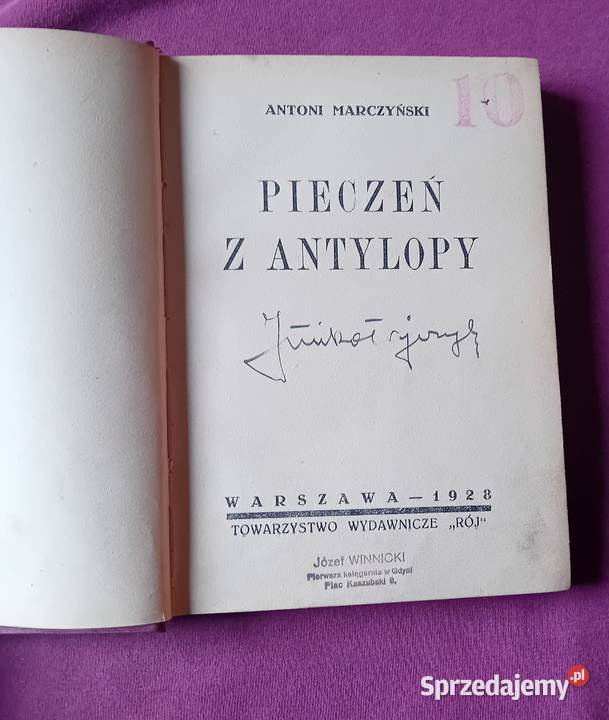 ANTONI MARCZYŃSKI
10
PIECZEŃ
Z ANTYLOPY
WARSZAWA — 1928
TOWARZYSTWO WYDAWNICZE „RÓJ“
Józef WINNICKI
Pierwsza księgarnia w Gdyni
Plac Kaszubski 8.
Sprzedajemy.pl